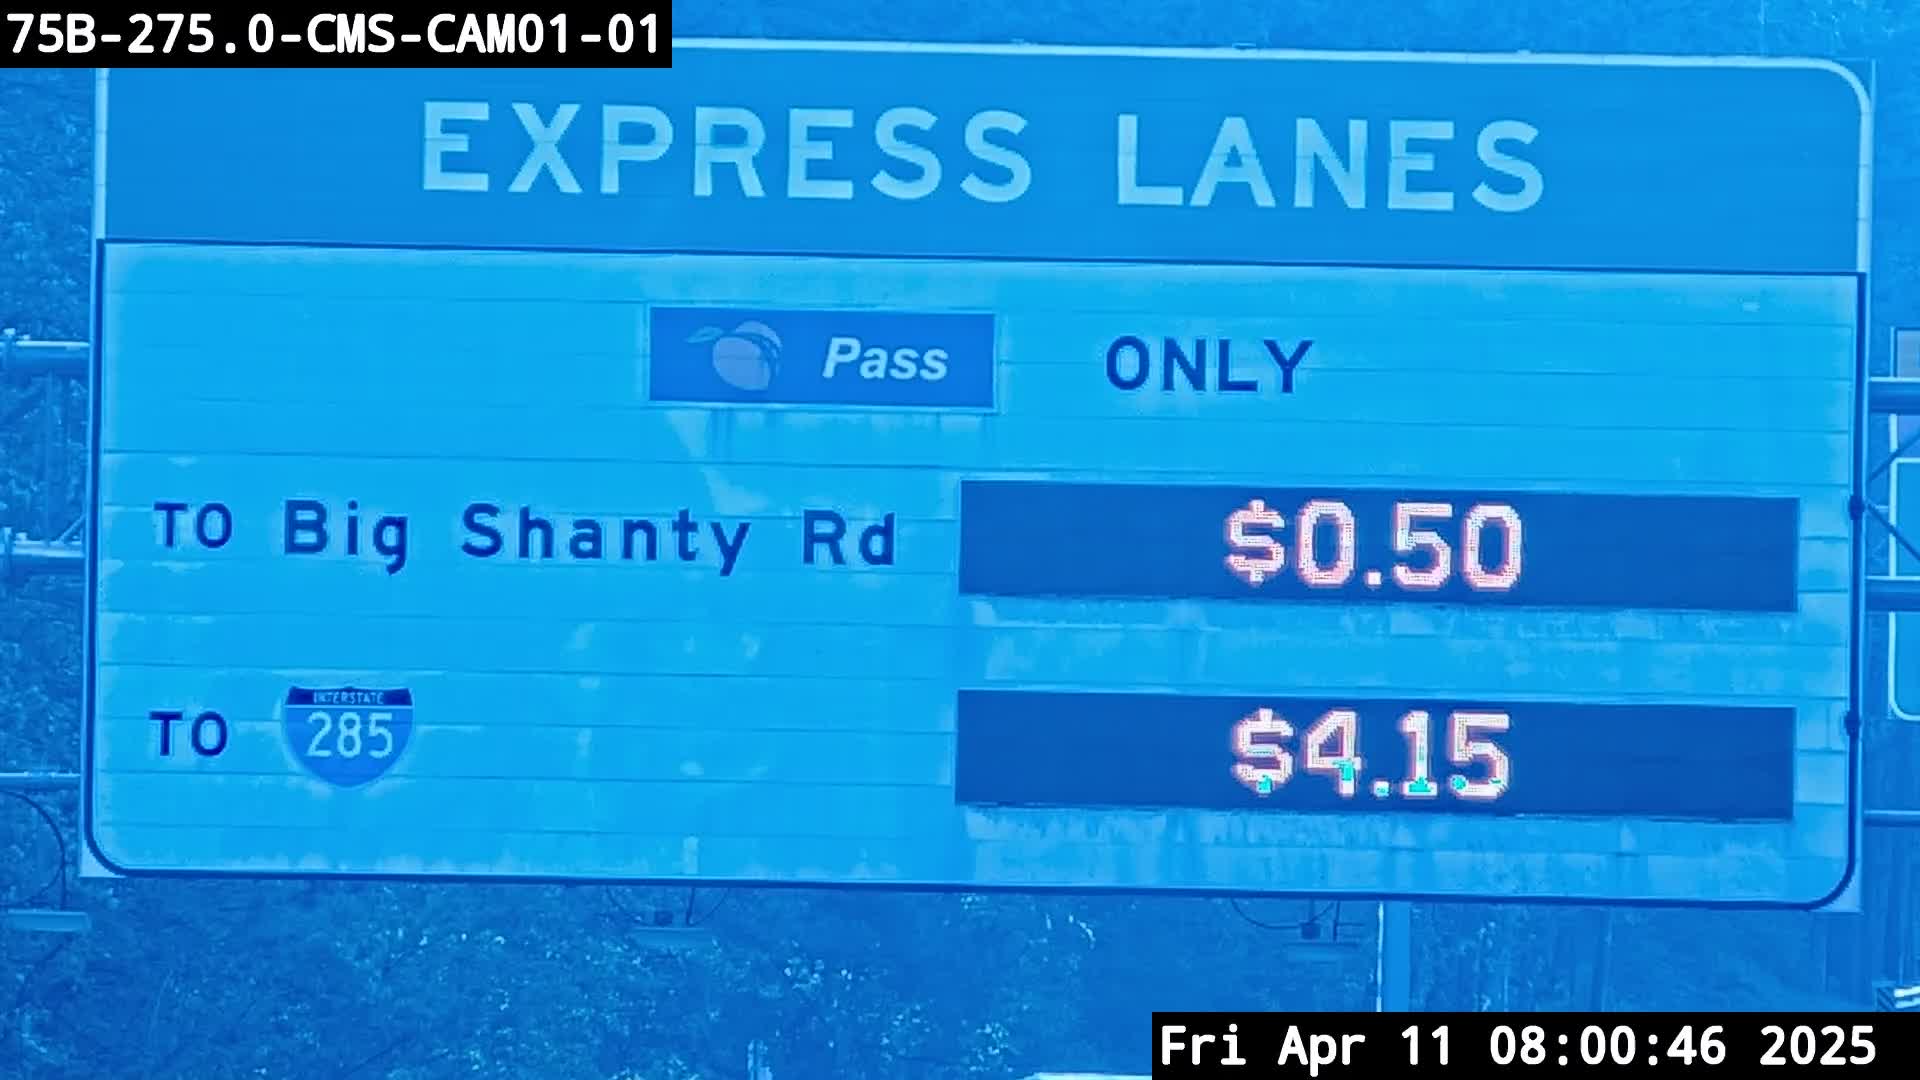 75B-275.0-CMS-CAM01-01
EXPRESS LANES
Pass ONLY
TO Big Shanty Rd $0.50
INTERSTATE
TO 285 $4.15
Fri Apr 11 08:00:46 2025